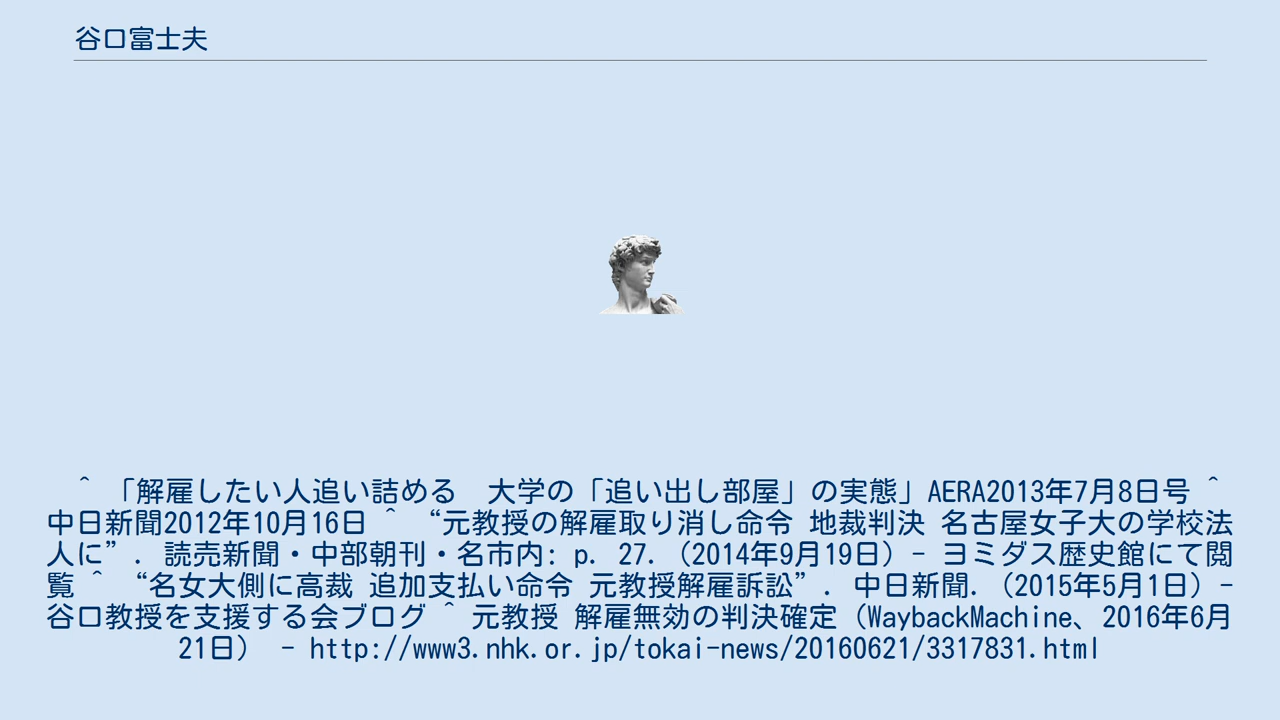 谷口富士夫
^ 「解雇したい人追い詰める　大学の「追い出し部屋」の実態」AERA2013年7月8日号 ^
中日新聞2012年10月16日 ^ “元教授の解雇取り消し命令 地裁判決 名古屋女子大の学校法
人に”. 読売新聞・中部朝刊・名市内: p. 27. （2014年9月19日）- ヨミダス歴史館にて閲
覧 ^ “名女大側に高裁 追加支払い命令 元教授解雇訴訟”. 中日新聞. （2015年5月1日）-
谷口教授を支援する会ブログ ^ 元教授 解雇無効の判決確定（WaybackMachine、2016年6月
21日） - http://www3.nhk.or.jp/tokai-news/20160621/3317831.html